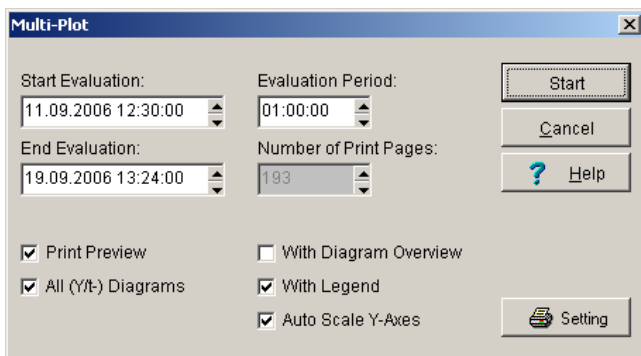 Multi-Plot
Start Evaluation:
Evaluation Period:
Start
11.09.2006 12:30:00
01:00:00
Cancel
End Evaluation:
Number of Print Pages:
19.09.2006 13:24:00
193
? Help
Print Preview
With Diagram Overview
All (Y/t-) Diagrams
With Legend
Auto Scale Y-Axes
Setting